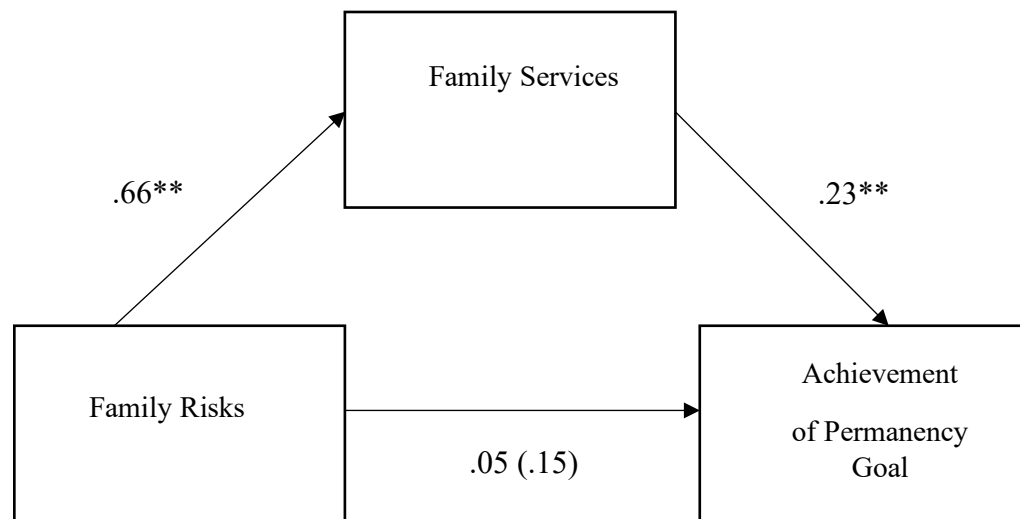 Family Services
.66**
.23**
Family Risks
.05 (.15)
Achievement
of Permanency
Goal